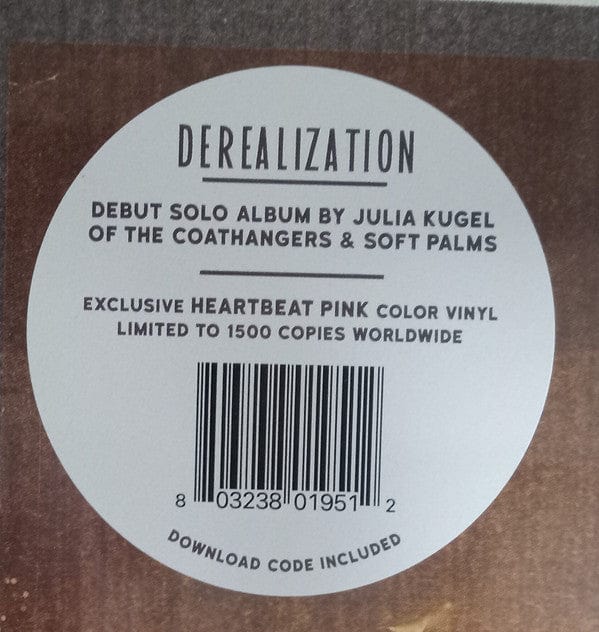 DEREALIZATION
DEBUT SOLO ALBUM BY JULIA KUGEL
OF THE COATHANGERS & SOFT PALMS
EXCLUSIVE HEARTBEAT PINK COLOR VINYL
LIMITED TO 1500 COPIES WORLDWIDE
8 03238 01951 2
DOWNLOAD CODE INCLUDED